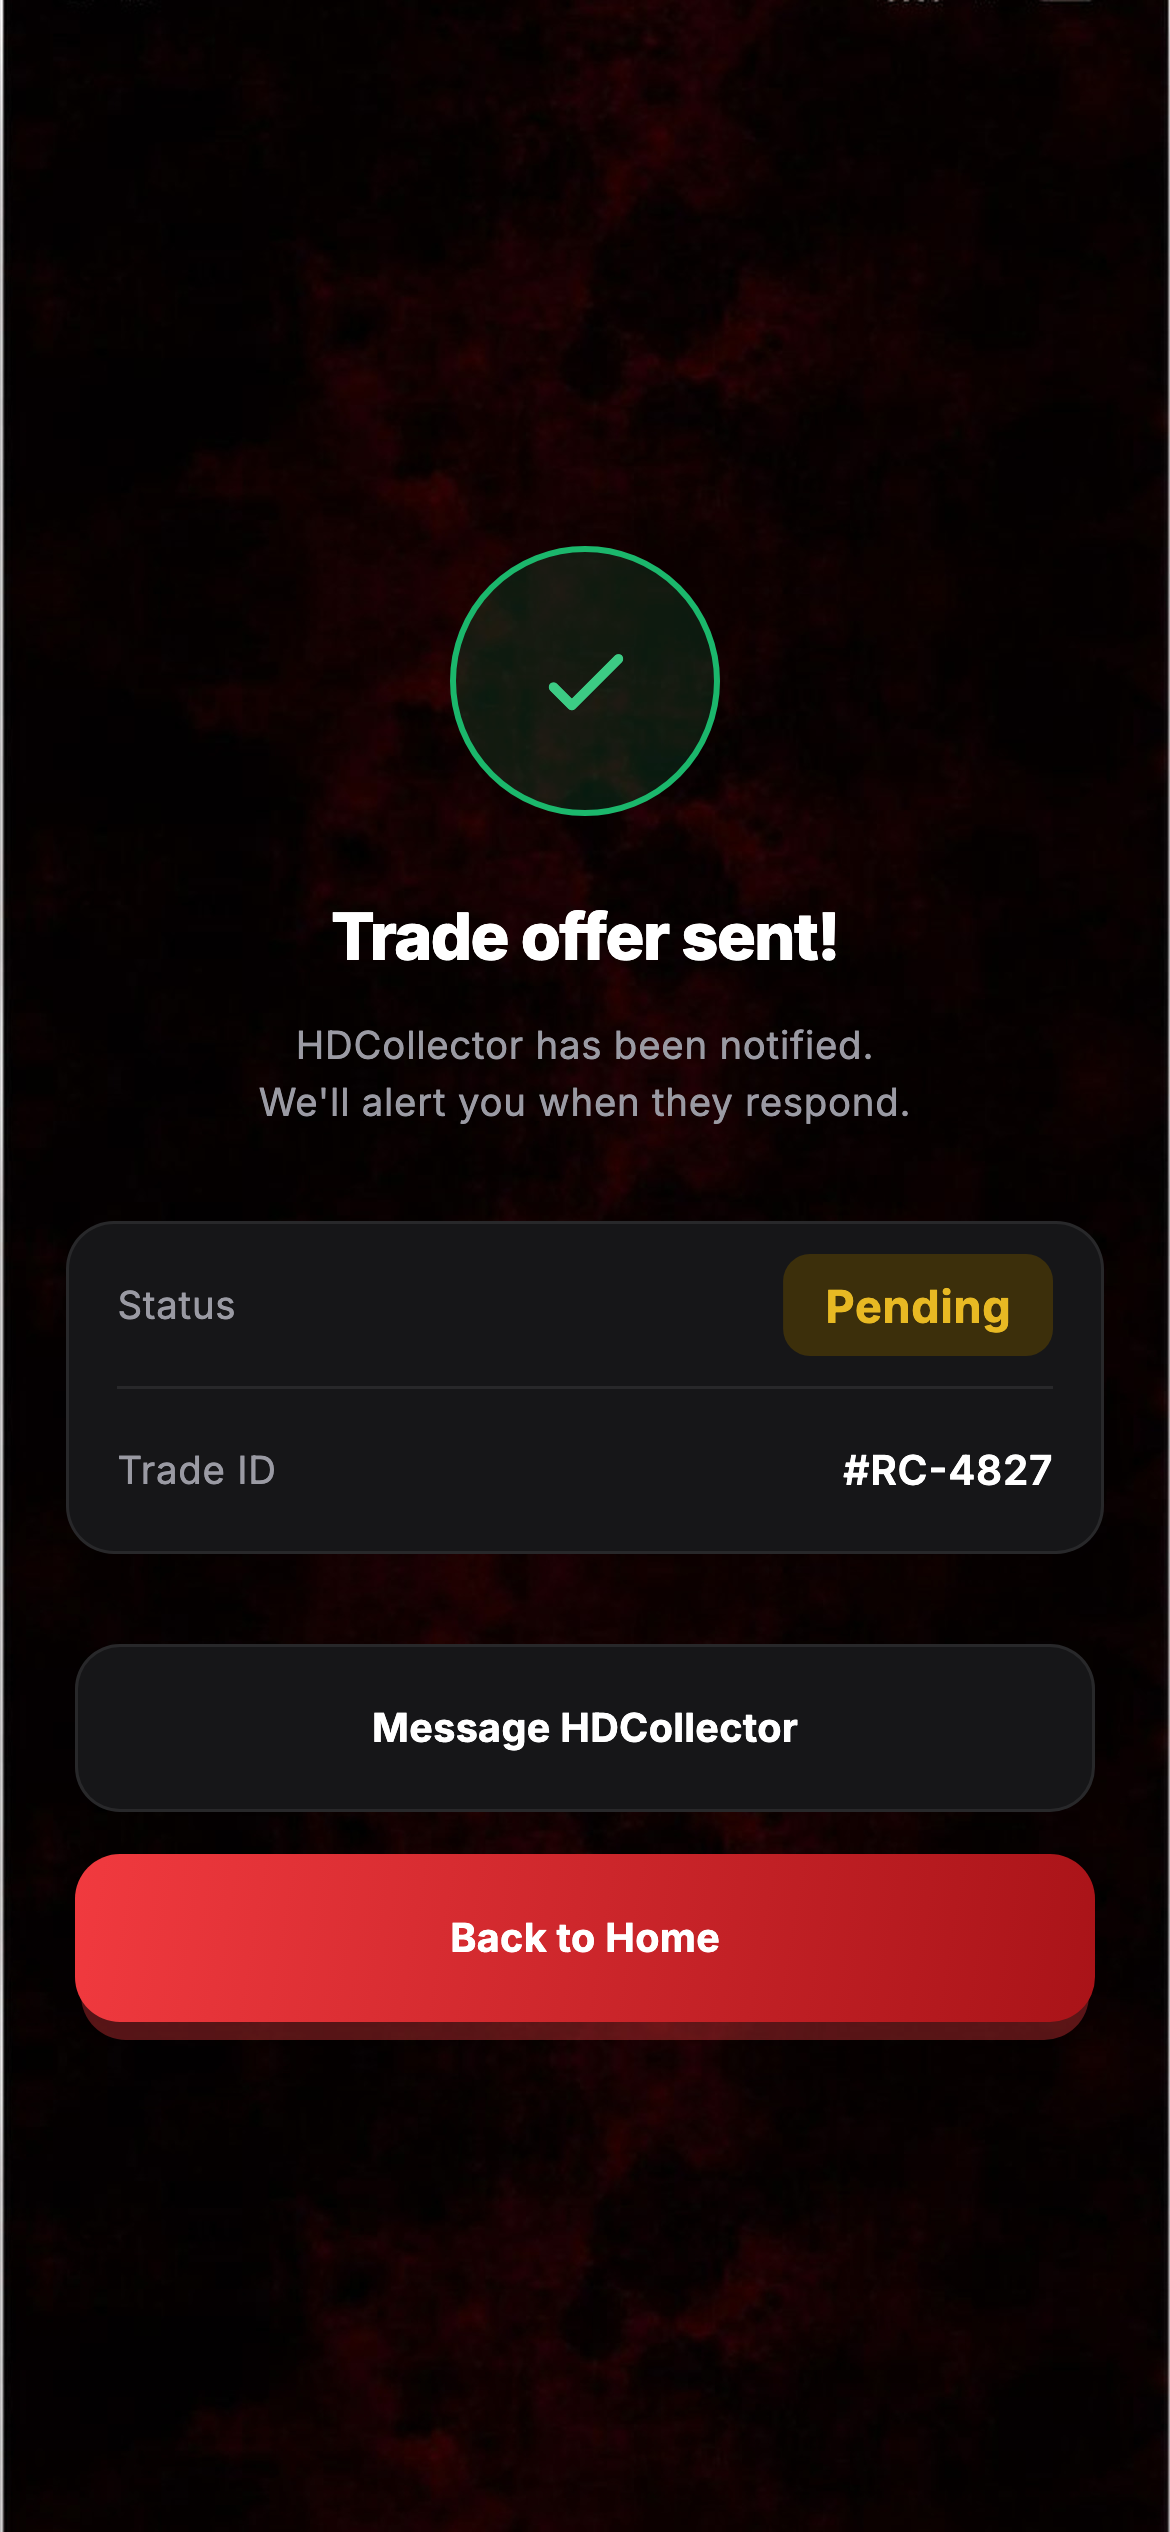 Trade offer sent!
HDCollector has been notified.
We'll alert you when they respond.
Status
Pending
Trade ID
#RC-4827
Message HDCollector
Back to Home